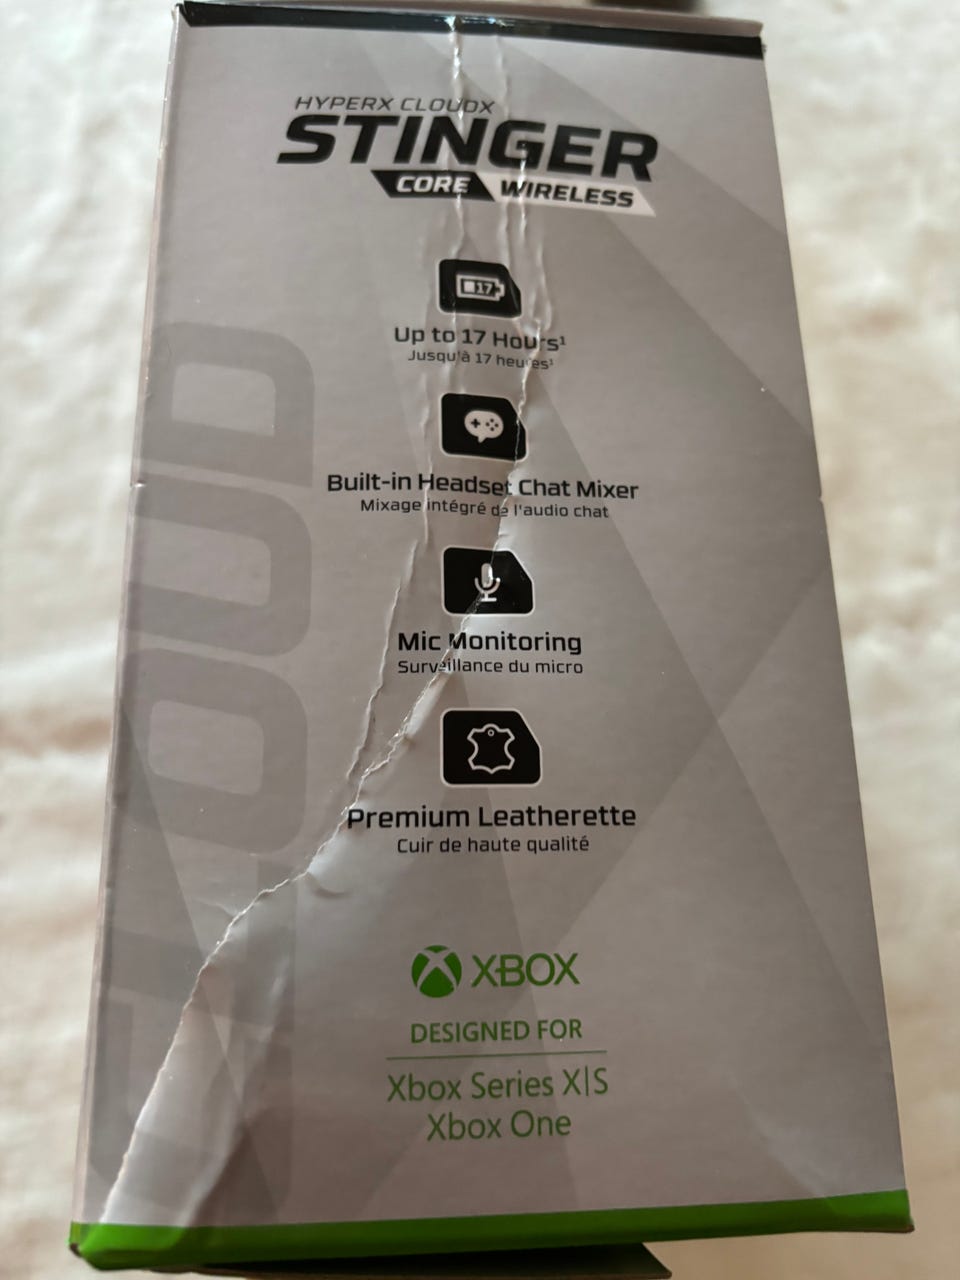 HYPERX CLOUDX
STINGER
CORE WIRELESS
17
Up to 17 Hours¹
Jusqu'à 17 heures¹
Built-in Headset Chat Mixer
Mixage intégré de l'audio chat
Mic Monitoring
Surveillance du micro
Premium Leatherette
Cuir de haute qualité
XBOX
DESIGNED FOR
Xbox Series X|S
Xbox One
CLOUD